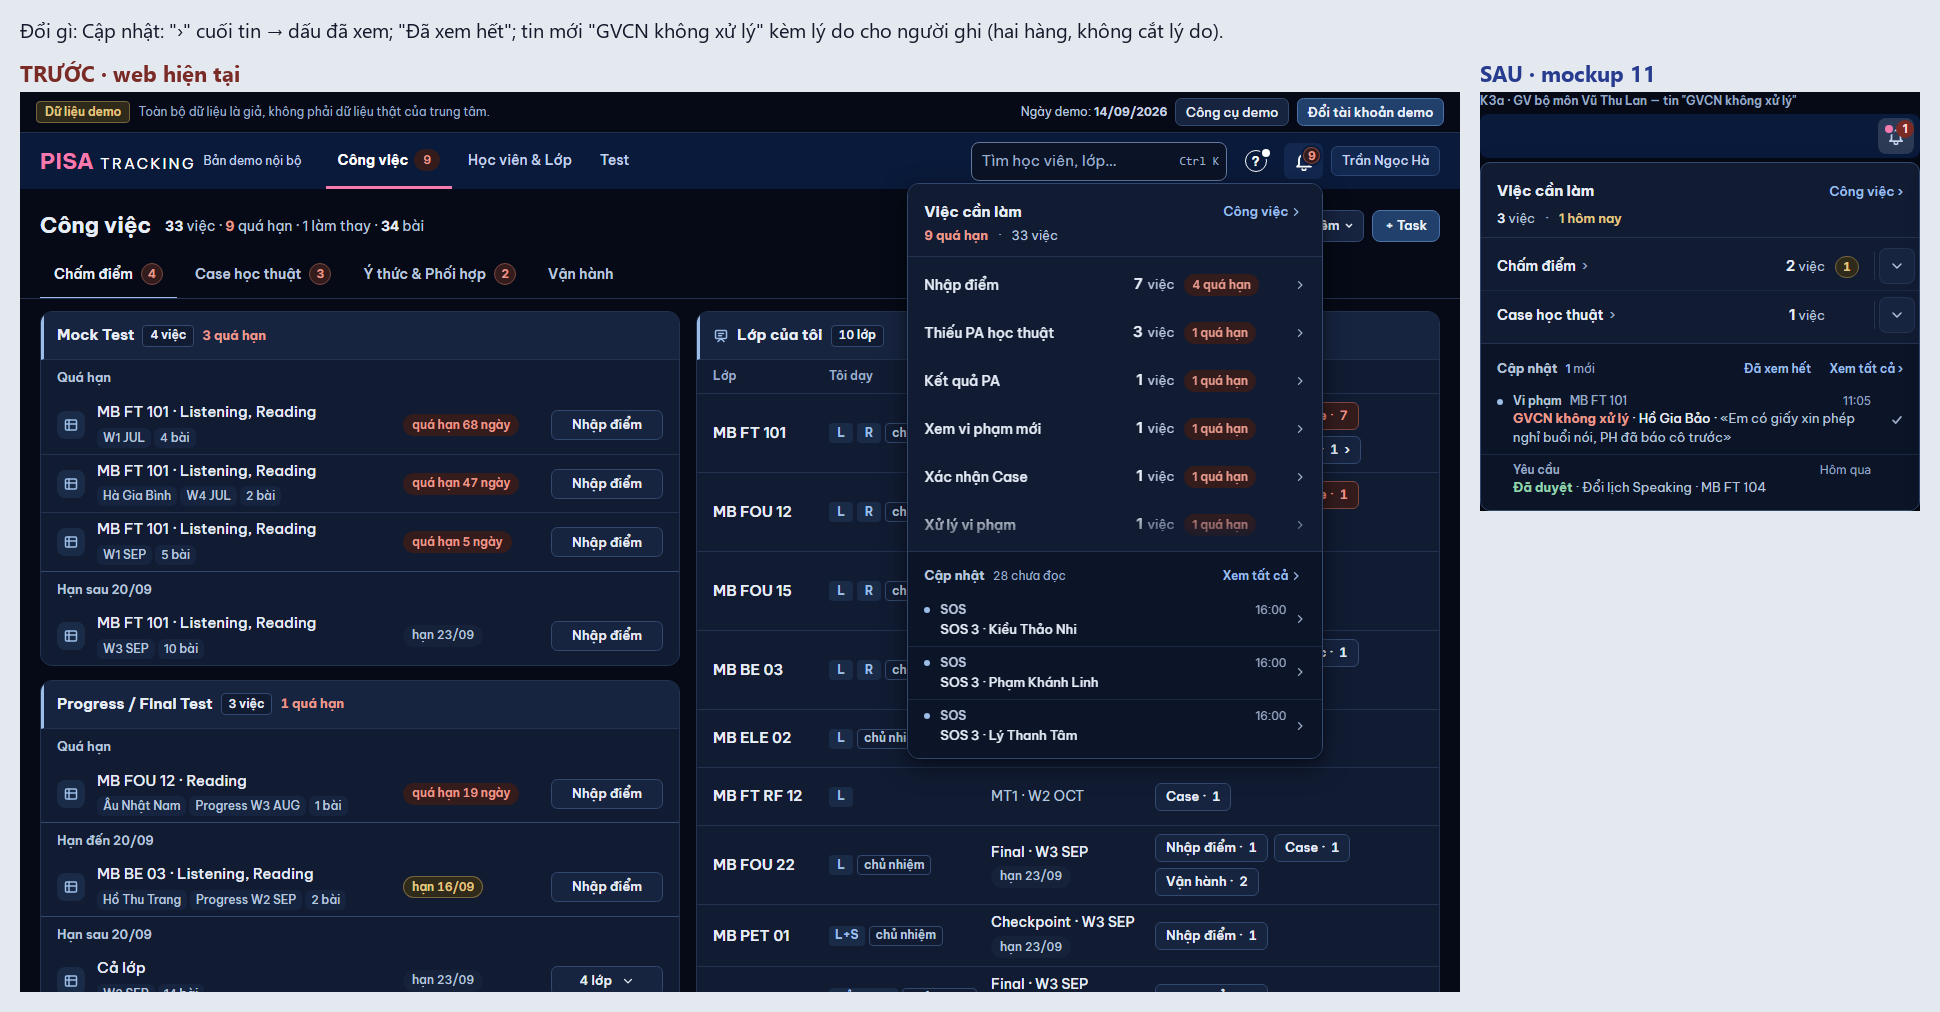 Đổi gì: Cập nhật: "›" cuối tin → dấu đã xem; "Đã xem hết"; tin mới "GVCN không xử lý" kèm lý do cho người ghi (hai hàng, không cắt lý do).
TRƯỚC · web hiện tại
Dữ liệu demo Toàn bộ dữ liệu là giả, không phải dữ liệu thật của trung tâm.
Ngày demo: 14/09/2026 Công cụ demo Đổi tài khoản demo
PISA TRACKING Bản demo nội bộ Công việc 9 Học viên & Lớp Test
Tìm học viên, lớp... Ctrl K ? 9 Trần Ngọc Hà
Công việc 33 việc · 9 quá hạn · 1 làm thay · 34 bài
+ Task
Chấm điểm 4 Case học thuật 3 Ý thức & Phối hợp 2 Vận hành
Mock Test 4 việc 3 quá hạn
Quá hạn
MB FT 101 · Listening, Reading
W1 JUL 4 bài
quá hạn 68 ngày Nhập điểm
MB FT 101 · Listening, Reading
Hà Gia Bình W4 JUL 2 bài
quá hạn 47 ngày Nhập điểm
MB FT 101 · Listening, Reading
W1 SEP 5 bài
quá hạn 5 ngày Nhập điểm
Hạn sau 20/09
MB FT 101 · Listening, Reading
W3 SEP 10 bài
hạn 23/09 Nhập điểm
Progress / Final Test 3 việc 1 quá hạn
Quá hạn
MB FOU 12 · Reading
Âu Nhật Nam Progress W3 AUG 1 bài
quá hạn 19 ngày Nhập điểm
Hạn đến 20/09
MB BE 03 · Listening, Reading
Hồ Thu Trang Progress W2 SEP 2 bài
hạn 16/09 Nhập điểm
Hạn sau 20/09
Cả lớp
hạn 23/09 4 lớp
Lớp của tôi 10 lớp
Lớp Tôi dạy
MB FT 101 L R
7
1 ›
MB FOU 12 L R
1
MB FOU 15 L R
MB BE 03 L R
1
MB ELE 02 L
MB FT RF 12 L MT1 · W2 OCT Case · 1
MB FOU 22 L chủ nhiệm Final · W3 SEP
hạn 23/09
Nhập điểm · 1 Case · 1
Vận hành · 2
MB PET 01 L+S chủ nhiệm Checkpoint · W3 SEP
hạn 23/09
Nhập điểm · 1
Final · W3 SEP
Việc cần làm Công việc ›
9 quá hạn · 33 việc
Nhập điểm 7 việc 4 quá hạn ›
Thiếu PA học thuật 3 việc 1 quá hạn ›
Kết quả PA 1 việc 1 quá hạn ›
Xem vi phạm mới 1 việc 1 quá hạn ›
Xác nhận Case 1 việc 1 quá hạn ›
Xử lý vi phạm 1 việc 1 quá hạn ›
Cập nhật 28 chưa đọc Xem tất cả ›
SOS 16:00
SOS 3 · Kiều Thảo Nhi ›
SOS 16:00
SOS 3 · Phạm Khánh Linh ›
SOS 16:00
SOS 3 · Lý Thanh Tâm ›
SAU · mockup 11
K3a · GV bộ môn Vũ Thu Lan — tin "GVCN không xử lý"
1
Việc cần làm Công việc ›
3 việc · 1 hôm nay
Chấm điểm › 2 việc 1
Case học thuật › 1 việc
Cập nhật 1 mới Đã xem hết Xem tất cả ›
Vi phạm MB FT 101 11:05
GVCN không xử lý · Hồ Gia Bảo · «Em có giấy xin phép
nghỉ buổi nói, PH đã báo cô trước»
Yêu cầu Hôm qua
Đã duyệt · Đổi lịch Speaking · MB FT 104